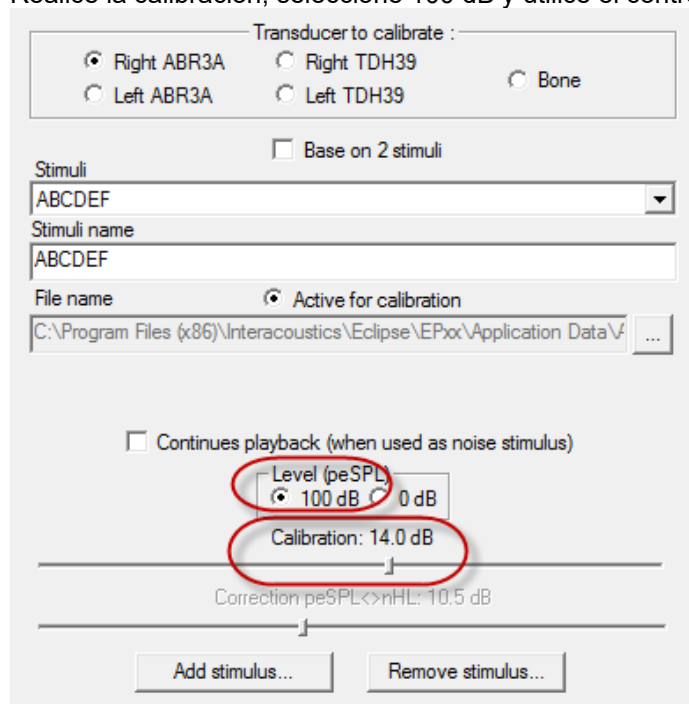 Transducer to calibrate :
Right ABR3A Right TDH39
Bone
Left ABR3A Left TDH39
Base on 2 stimuli
Stimuli
ABCDEF
Stimuli name
ABCDEF
File name Active for calibration
C:\Program Files (x86)\Interacoustics\Eclipse\EPxx\Application Data\ ...
Continues playback (when used as noise stimulus)
Level (peSPL)
100 dB 0 dB
Calibration: 14.0 dB
Correction peSPL<>nHL: 10.5 dB
Add stimulus... Remove stimulus...